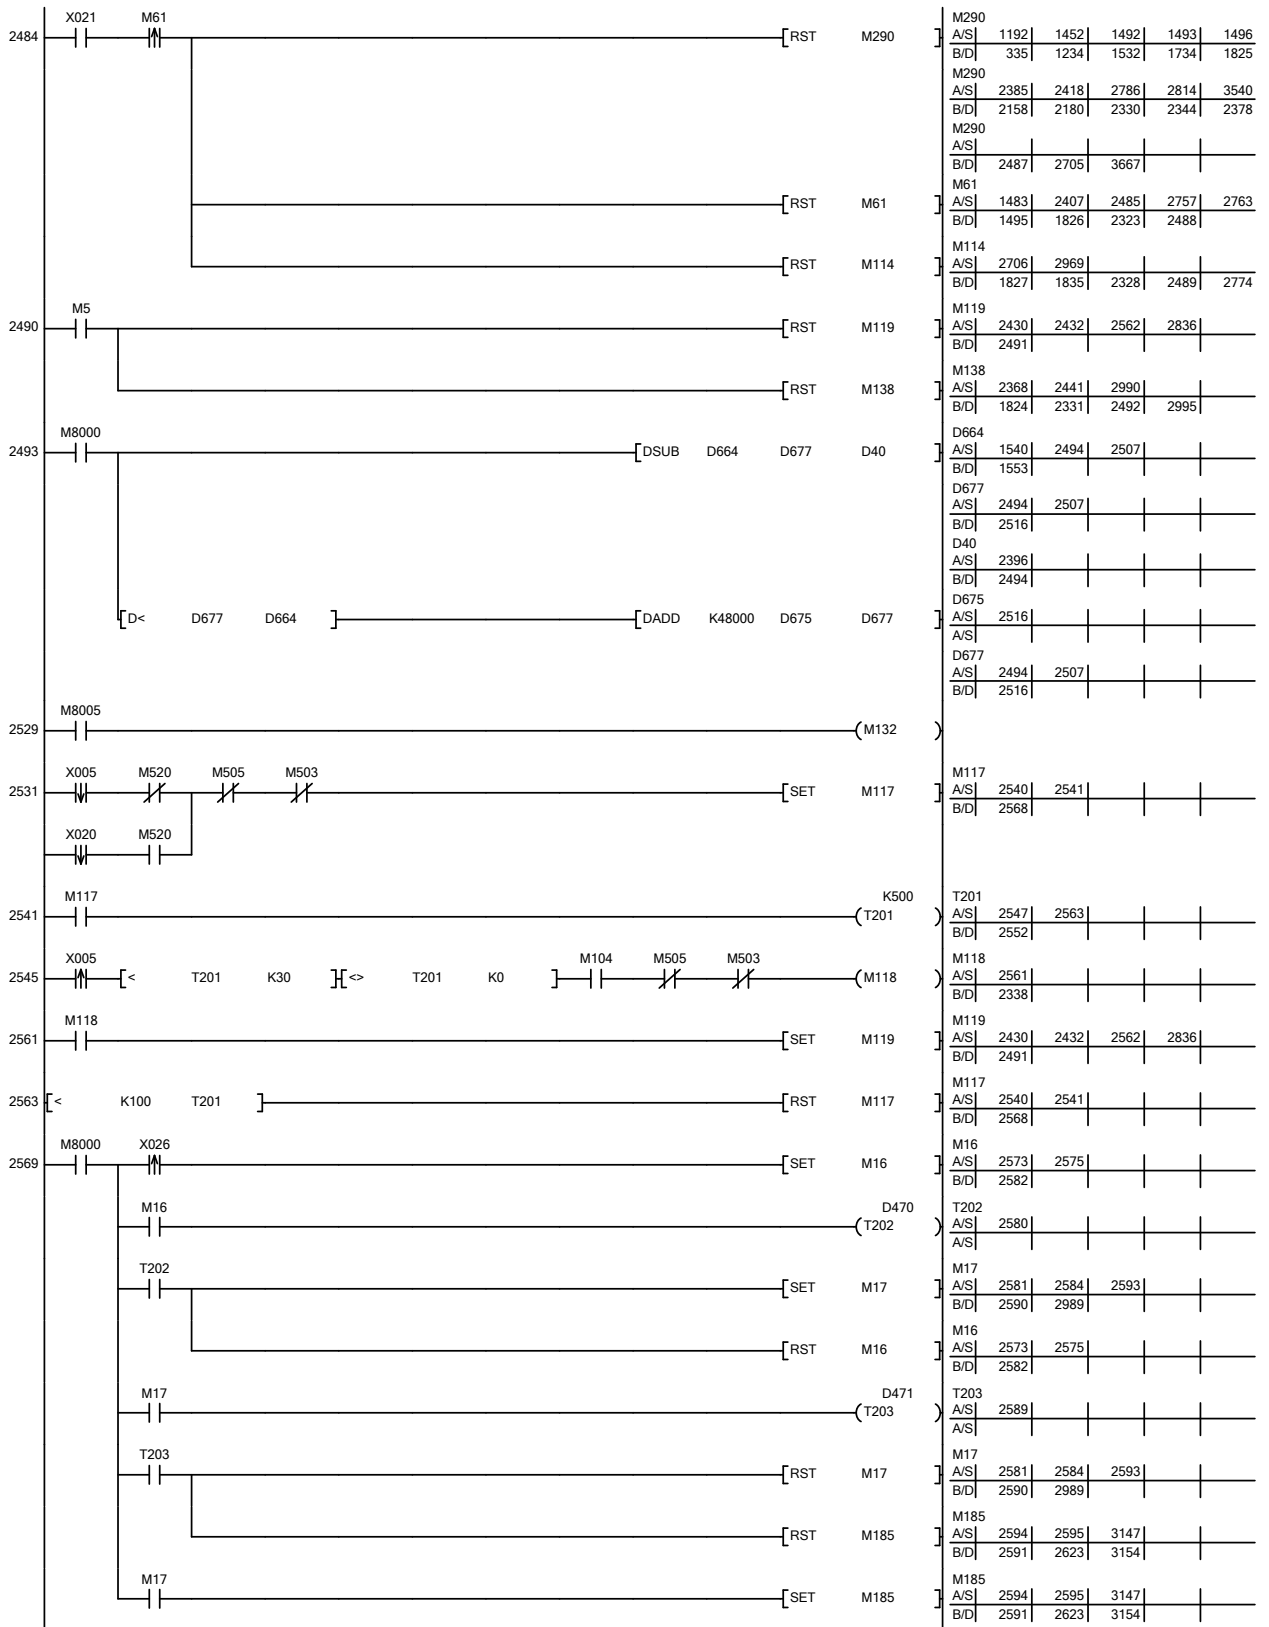 X021 M61 M290
2484 [RST M290 ] A/S 1192 1452 1492 1493 1496
B/D 335 1234 1532 1734 1825
M290
A/S 2385 2418 2786 2814 3540
B/D 2158 2180 2330 2344 2378
M290
A/S
B/D 2487 2705 3667
M61
[RST M61 ] A/S 1483 2407 2485 2757 2763
B/D 1495 1826 2323 2488
M114
[RST M114 ] A/S 2706 2969
B/D 1827 1835 2328 2489 2774
M5 M119
2490 [RST M119 ] A/S 2430 2432 2562 2836
B/D 2491
M138
[RST M138 ] A/S 2368 2441 2990
B/D 1824 2331 2492 2995
M8000 D664
2493 [DSUB D664 D677 D40 ] A/S 1540 2494 2507
B/D 1553
D677
A/S 2494 2507
B/D 2516
D40
A/S 2396
B/D 2494
D675
[D< D677 D664 ] [DADD K48000 D675 D677 ] A/S 2516
A/S
D677
A/S 2494 2507
B/D 2516
M8005
2529 (M132 )
X005 M520 M505 M503 M117
2531 [SET M117 ] A/S 2540 2541
B/D 2568
X020 M520
M117 K500 T201
2541 (T201 ) A/S 2547 2563
B/D 2552
X005 M104 M505 M503 M118
2545 [< T201 K30 ] [<> T201 K0 ] (M118 ) A/S 2561
B/D 2338
M118 M119
2561 [SET M119 ] A/S 2430 2432 2562 2836
B/D 2491
M117
2563 [< K100 T201 ] [RST M117 ] A/S 2540 2541
B/D 2568
M8000 X026 M16
2569 [SET M16 ] A/S 2573 2575
B/D 2582
M16 D470 T202
(T202 ) A/S 2580
A/S
T202 M17
[SET M17 ] A/S 2581 2584 2593
B/D 2590 2989
M16
[RST M16 ] A/S 2573 2575
B/D 2582
M17 D471 T203
(T203 ) A/S 2589
A/S
T203 M17
[RST M17 ] A/S 2581 2584 2593
B/D 2590 2989
M185
[RST M185 ] A/S 2594 2595 3147
B/D 2591 2623 3154
M17 M185
[SET M185 ] A/S 2594 2595 3147
B/D 2591 2623 3154